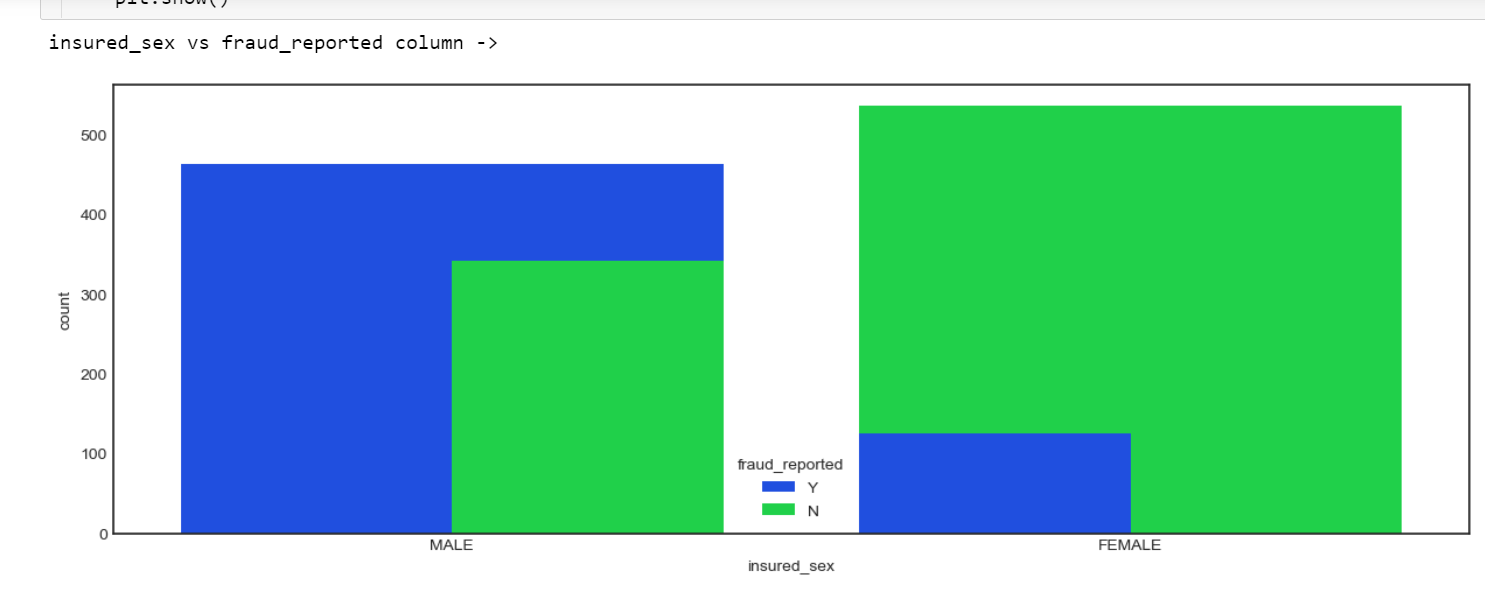 plt.show()
insured_sex vs fraud_reported column ->
500
400
300
200
100
0
count
fraud_reported
Y
N
MALE
FEMALE
insured_sex